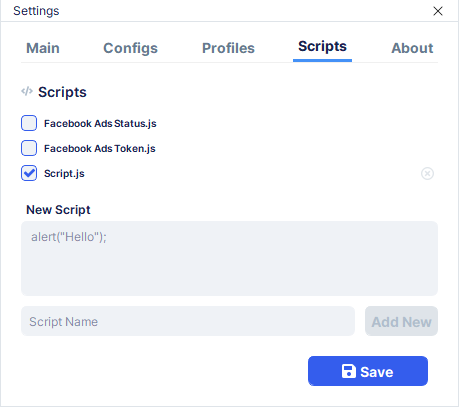 Settings
Main Configs Profiles Scripts About
</> Scripts
Facebook Ads Status.js
Facebook Ads Token.js
Script.js
New Script
alert("Hello");
Script Name Add New
Save